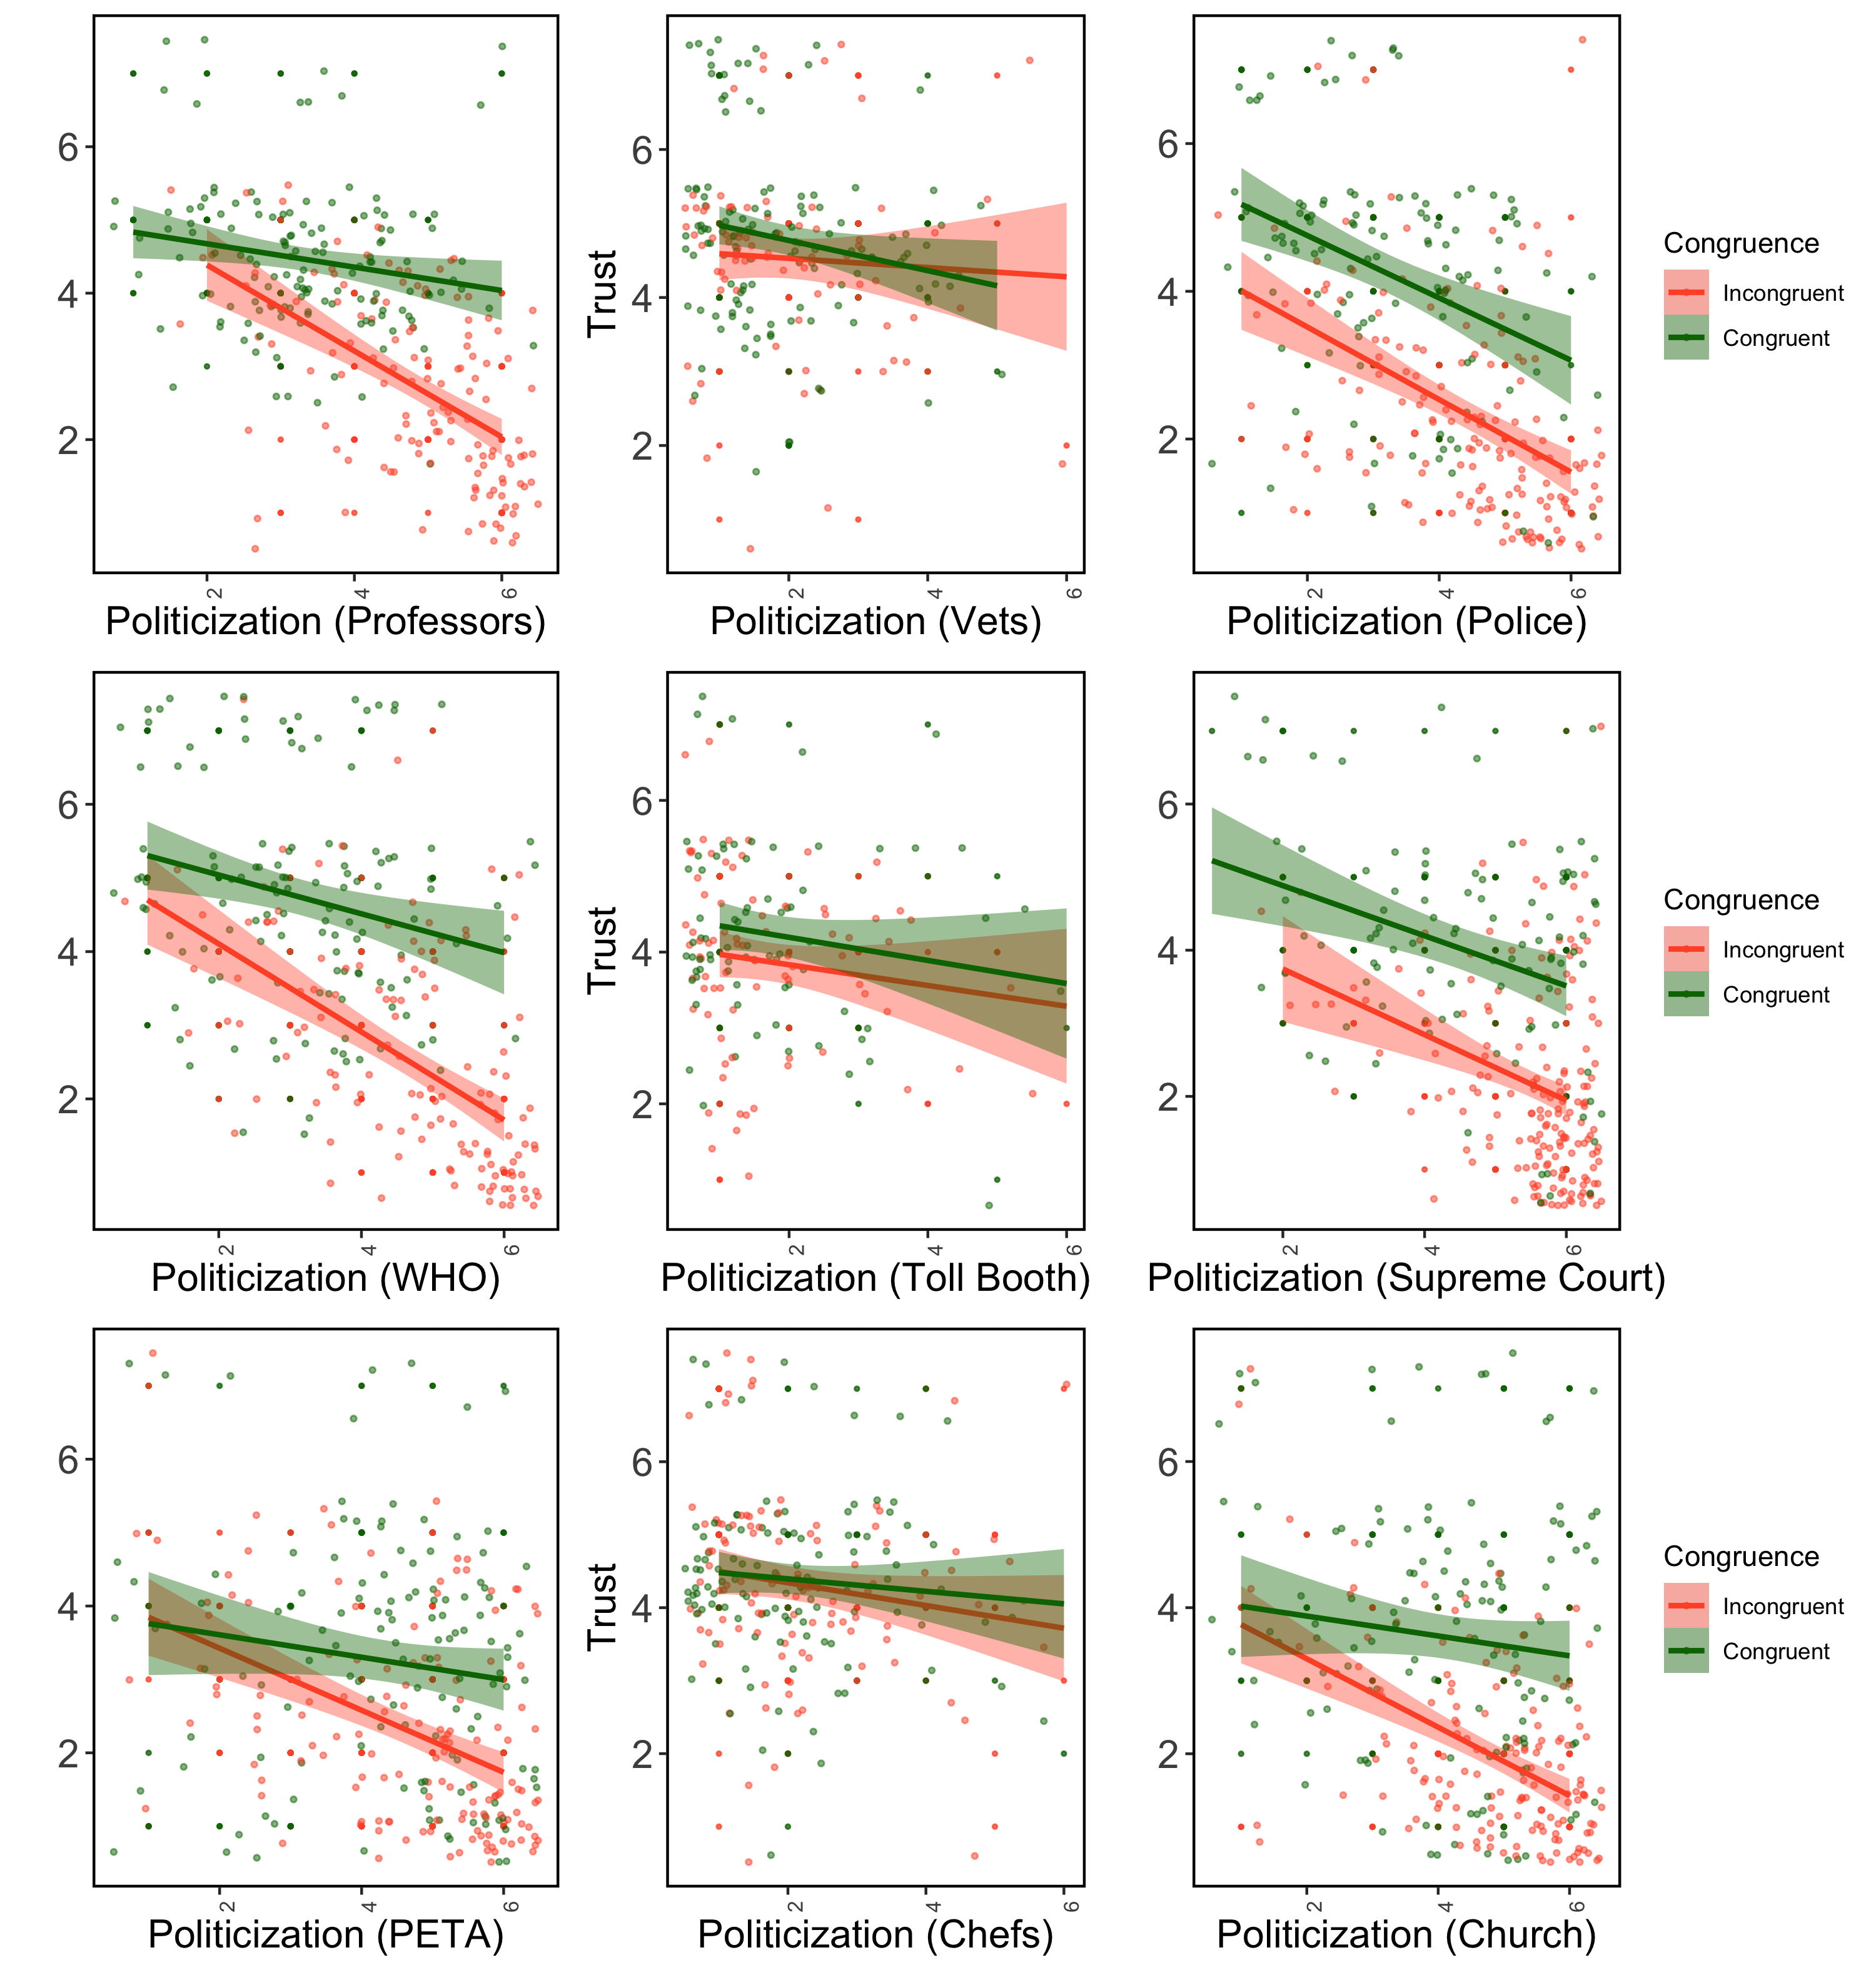 6
4
2
2 4 6
Politicization (Professors)
Trust
6
4
2
2 4 6
Politicization (Vets)
6
4
2
2 4 6
Politicization (Police)
Congruence
Incongruent
Congruent
6
4
2
2 4 6
Politicization (WHO)
Trust
6
4
2
2 4 6
Politicization (Toll Booth)
6
4
2
2 4 6
Politicization (Supreme Court)
Congruence
Incongruent
Congruent
6
4
2
2 4 6
Politicization (PETA)
Trust
6
4
2
2 4 6
Politicization (Chefs)
6
4
2
2 4 6
Politicization (Church)
Congruence
Incongruent
Congruent